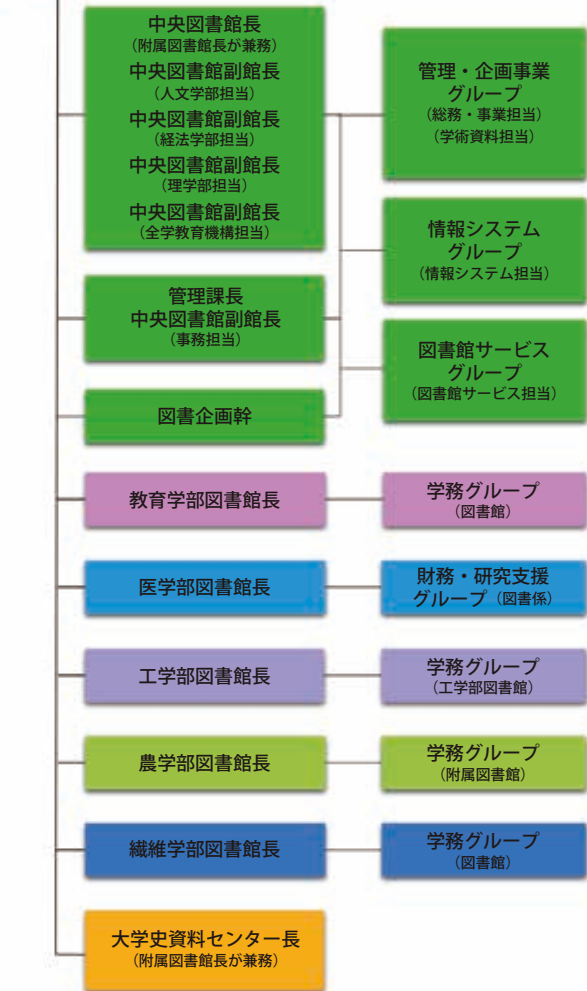 中央図書館長
(附属図書館長が兼務)
中央図書館副館長
(人文学部担当)
中央図書館副館長
(経法学部担当)
中央図書館副館長
(理学部担当)
中央図書館副館長
(全学教育機構担当)
管理・企画事業
グループ
(総務・事業担当)
(学術資料担当)
情報システム
グループ
(情報システム担当)
管理課長
中央図書館副館長
(事務担当)
図書館サービス
グループ
(図書館サービス担当)
図書企画幹
教育学部図書館長
学務グループ
(図書館)
医学部図書館長
財務・研究支援
グループ(図書係)
工学部図書館長
学務グループ
(工学部図書館)
農学部図書館長
学務グループ
(附属図書館)
繊維学部図書館長
学務グループ
(図書館)
大学史資料センター長
(附属図書館長が兼務)